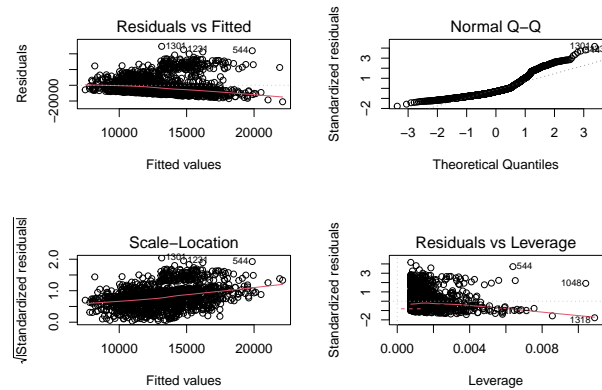 Residuals vs Fitted
Residuals
−20000
1301
1231
544
10000 15000 20000
Fitted values
Normal Q−Q
Standardized residuals
−2 1 3
1301
−3 −2 −1 0 1 2 3
Theoretical Quantiles
Scale−Location
√|Standardized residuals|
0.0 1.0 2.0
1301
1231
544
10000 15000 20000
Fitted values
Residuals vs Leverage
Standardized residuals
−2 1 3
544
1048
1318
0.000 0.004 0.008
Leverage